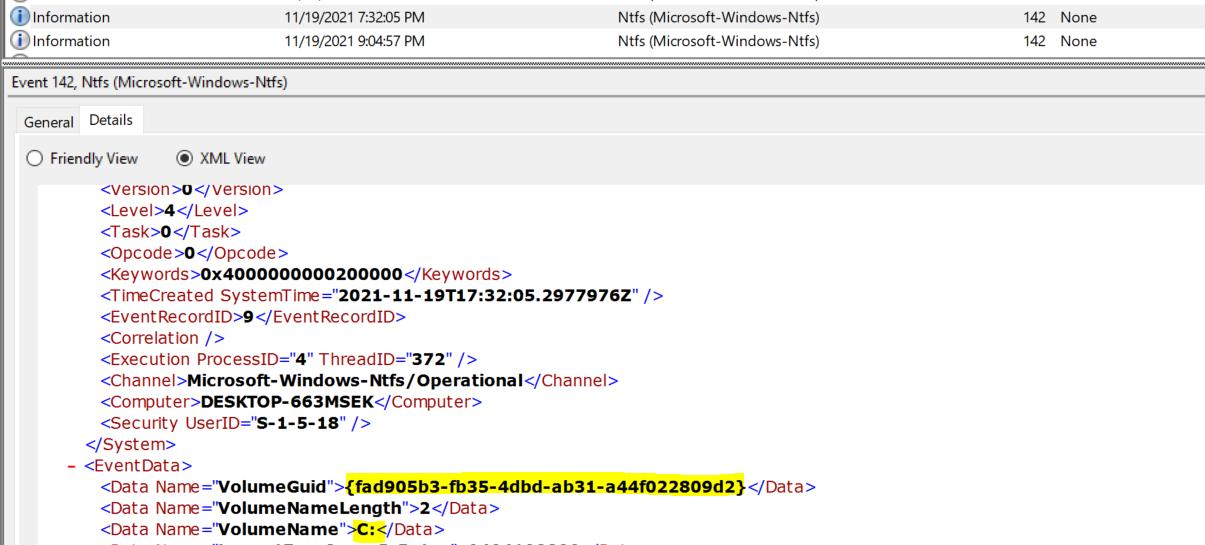 Information 11/19/2021 7:32:05 PM Ntfs (Microsoft-Windows-Ntfs) 142 None
Information 11/19/2021 9:04:57 PM Ntfs (Microsoft-Windows-Ntfs) 142 None
Event 142, Ntfs (Microsoft-Windows-Ntfs)
General Details
Friendly View XML View
<Version>0</Version>
<Level>4</Level>
<Task>0</Task>
<Opcode>0</Opcode>
<Keywords>0x4000000000200000</Keywords>
<TimeCreated SystemTime="2021-11-19T17:32:05.2977976Z" />
<EventRecordID>9</EventRecordID>
<Correlation />
<Execution ProcessID="4" ThreadID="372" />
<Channel>Microsoft-Windows-Ntfs/Operational</Channel>
<Computer>DESKTOP-663MSEK</Computer>
<Security UserID="S-1-5-18" />
</System>
- <EventData>
<Data Name="VolumeGuid">{fad905b3-fb35-4dbd-ab31-a44f022809d2}</Data>
<Data Name="VolumeNameLength">2</Data>
<Data Name="VolumeName">C:</Data>